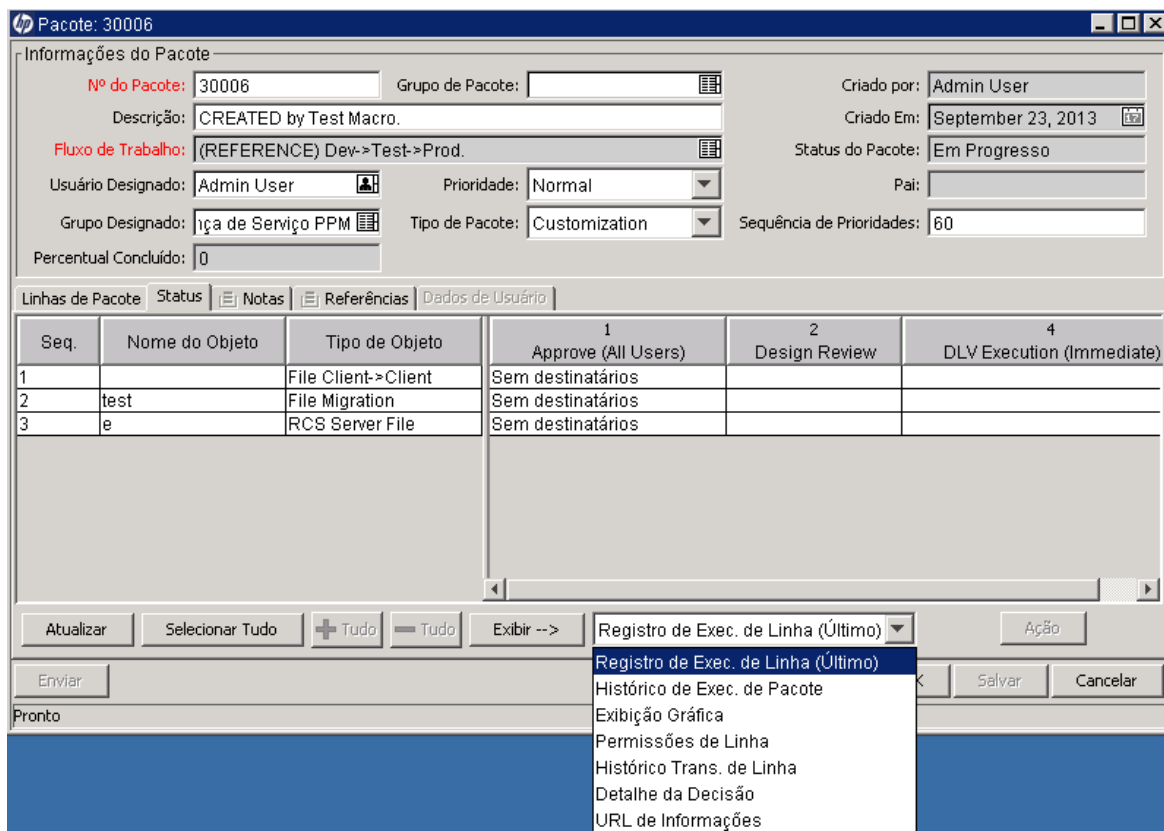 hp Pacote: 30006
Informações do Pacote
Nº do Pacote: 30006 Grupo de Pacote: Criado por: Admin User
Descrição: CREATED by Test Macro. Criado Em: September 23, 2013
Fluxo de Trabalho: (REFERENCE) Dev->Test->Prod. Status do Pacote: Em Progresso
Usuário Designado: Admin User Prioridade: Normal Pai:
Grupo Designado: nça de Serviço PPM Tipo de Pacote: Customization Sequência de Prioridades: 60
Percentual Concluído: 0
Linhas de Pacote Status Notas Referências Dados de Usuário
Seq. Nome do Objeto Tipo de Objeto 1 Approve (All Users) 2 Design Review 4 DLV Execution (Immediate)
1 File Client->Client Sem destinatários
2 test File Migration Sem destinatários
3 e RCS Server File Sem destinatários
Atualizar Selecionar Tudo Tudo Tudo Exibir --> Registro de Exec. de Linha (Último) Ação
Registro de Exec. de Linha (Último)
Enviar Salvar Cancelar
Histórico de Exec. de Pacote
Pronto
Exibição Gráfica
Permissões de Linha
Histórico Trans. de Linha
Detalhe da Decisão
URL de Informações